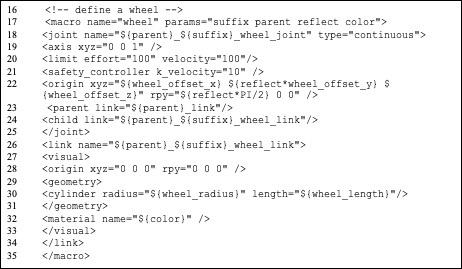 16 <!-- define a wheel -->
17 <macro name="wheel" params="suffix parent reflect color">
18 <joint name="${parent}_${suffix}_wheel_joint" type="continuous">
19 <axis xyz="0 0 1" />
20 <limit effort="100" velocity="100"/>
21 <safety_controller k_velocity="10" />
22 <origin xyz="${wheel_offset_x} ${reflect*wheel_offset_y} $
{wheel_offset_z}" rpy="${reflect*PI/2} 0 0" />
23 <parent link="${parent}_link"/>
24 <child link="${parent}_${suffix}_wheel_link"/>
25 </joint>
26 <link name="${parent}_${suffix}_wheel_link">
27 <visual>
28 <origin xyz="0 0 0" rpy="0 0 0" />
29 <geometry>
30 <cylinder radius="${wheel_radius}" length="${wheel_length}"/>
31 </geometry>
32 <material name="${color}" />
33 </visual>
34 </link>
35 </macro>